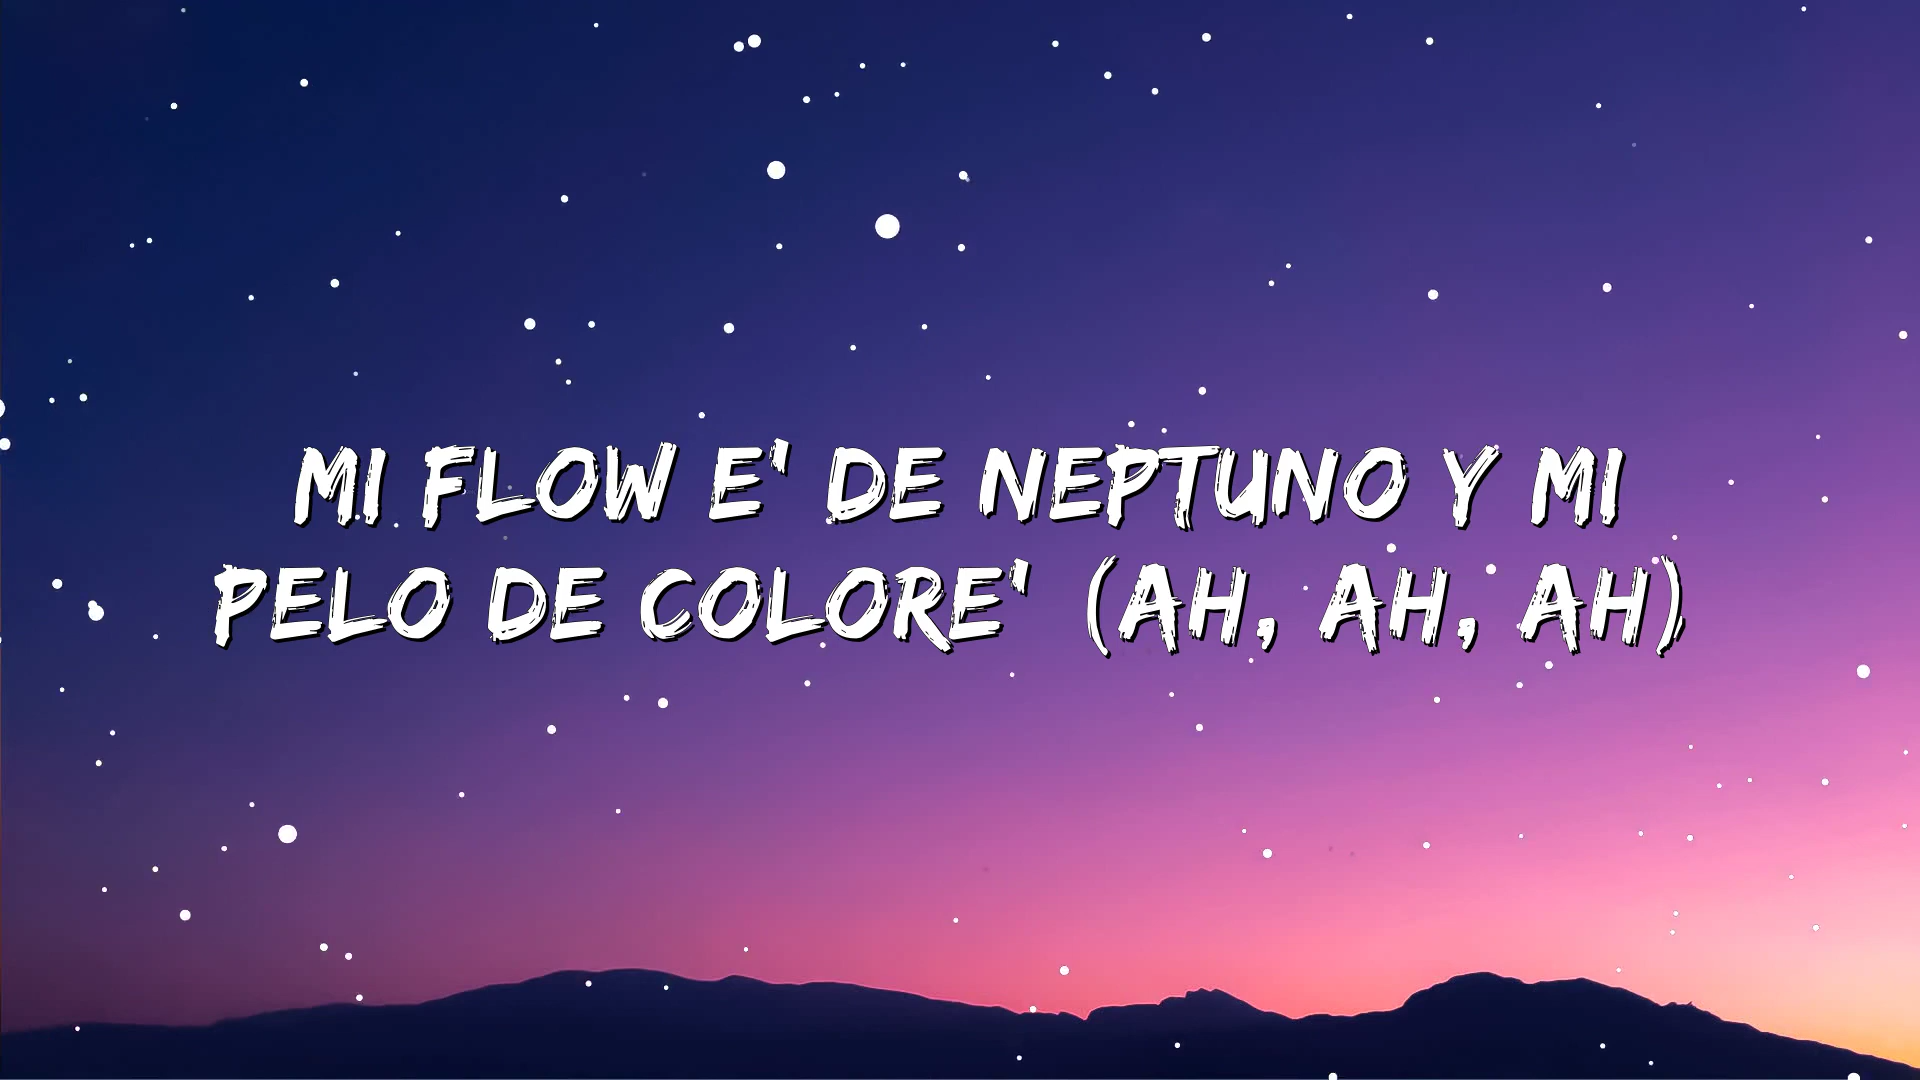 MI FLOW E' DE NEPTUNO Y MI
PELO DE COLORE' (AH, AH, AH)